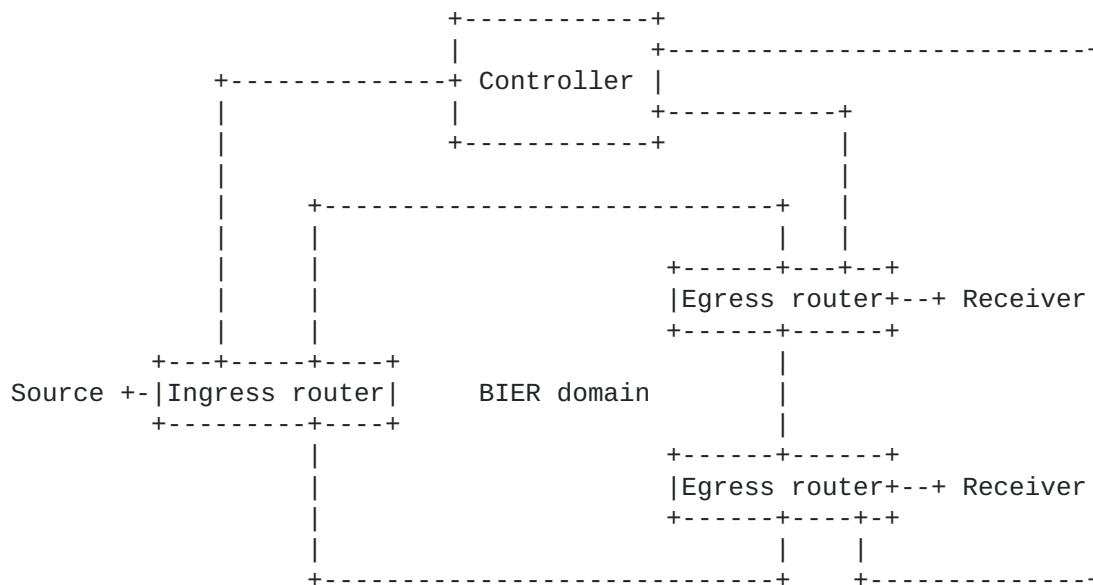 Controller
Egress router Receiver
Source Ingress router BIER domain
Egress router Receiver